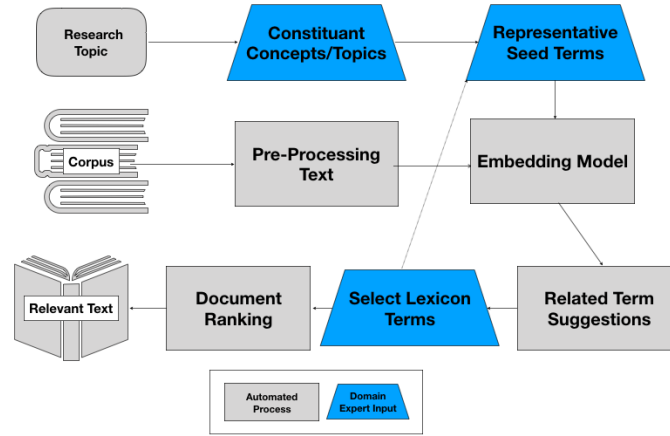 Research
Topic
Constituant
Concepts/Topics
Representative
Seed Terms
Corpus
Pre-Processing
Text
Embedding Model
Relevant Text
Document
Ranking
Select Lexicon
Terms
Related Term
Suggestions
Automated
Process
Domain
Expert Input